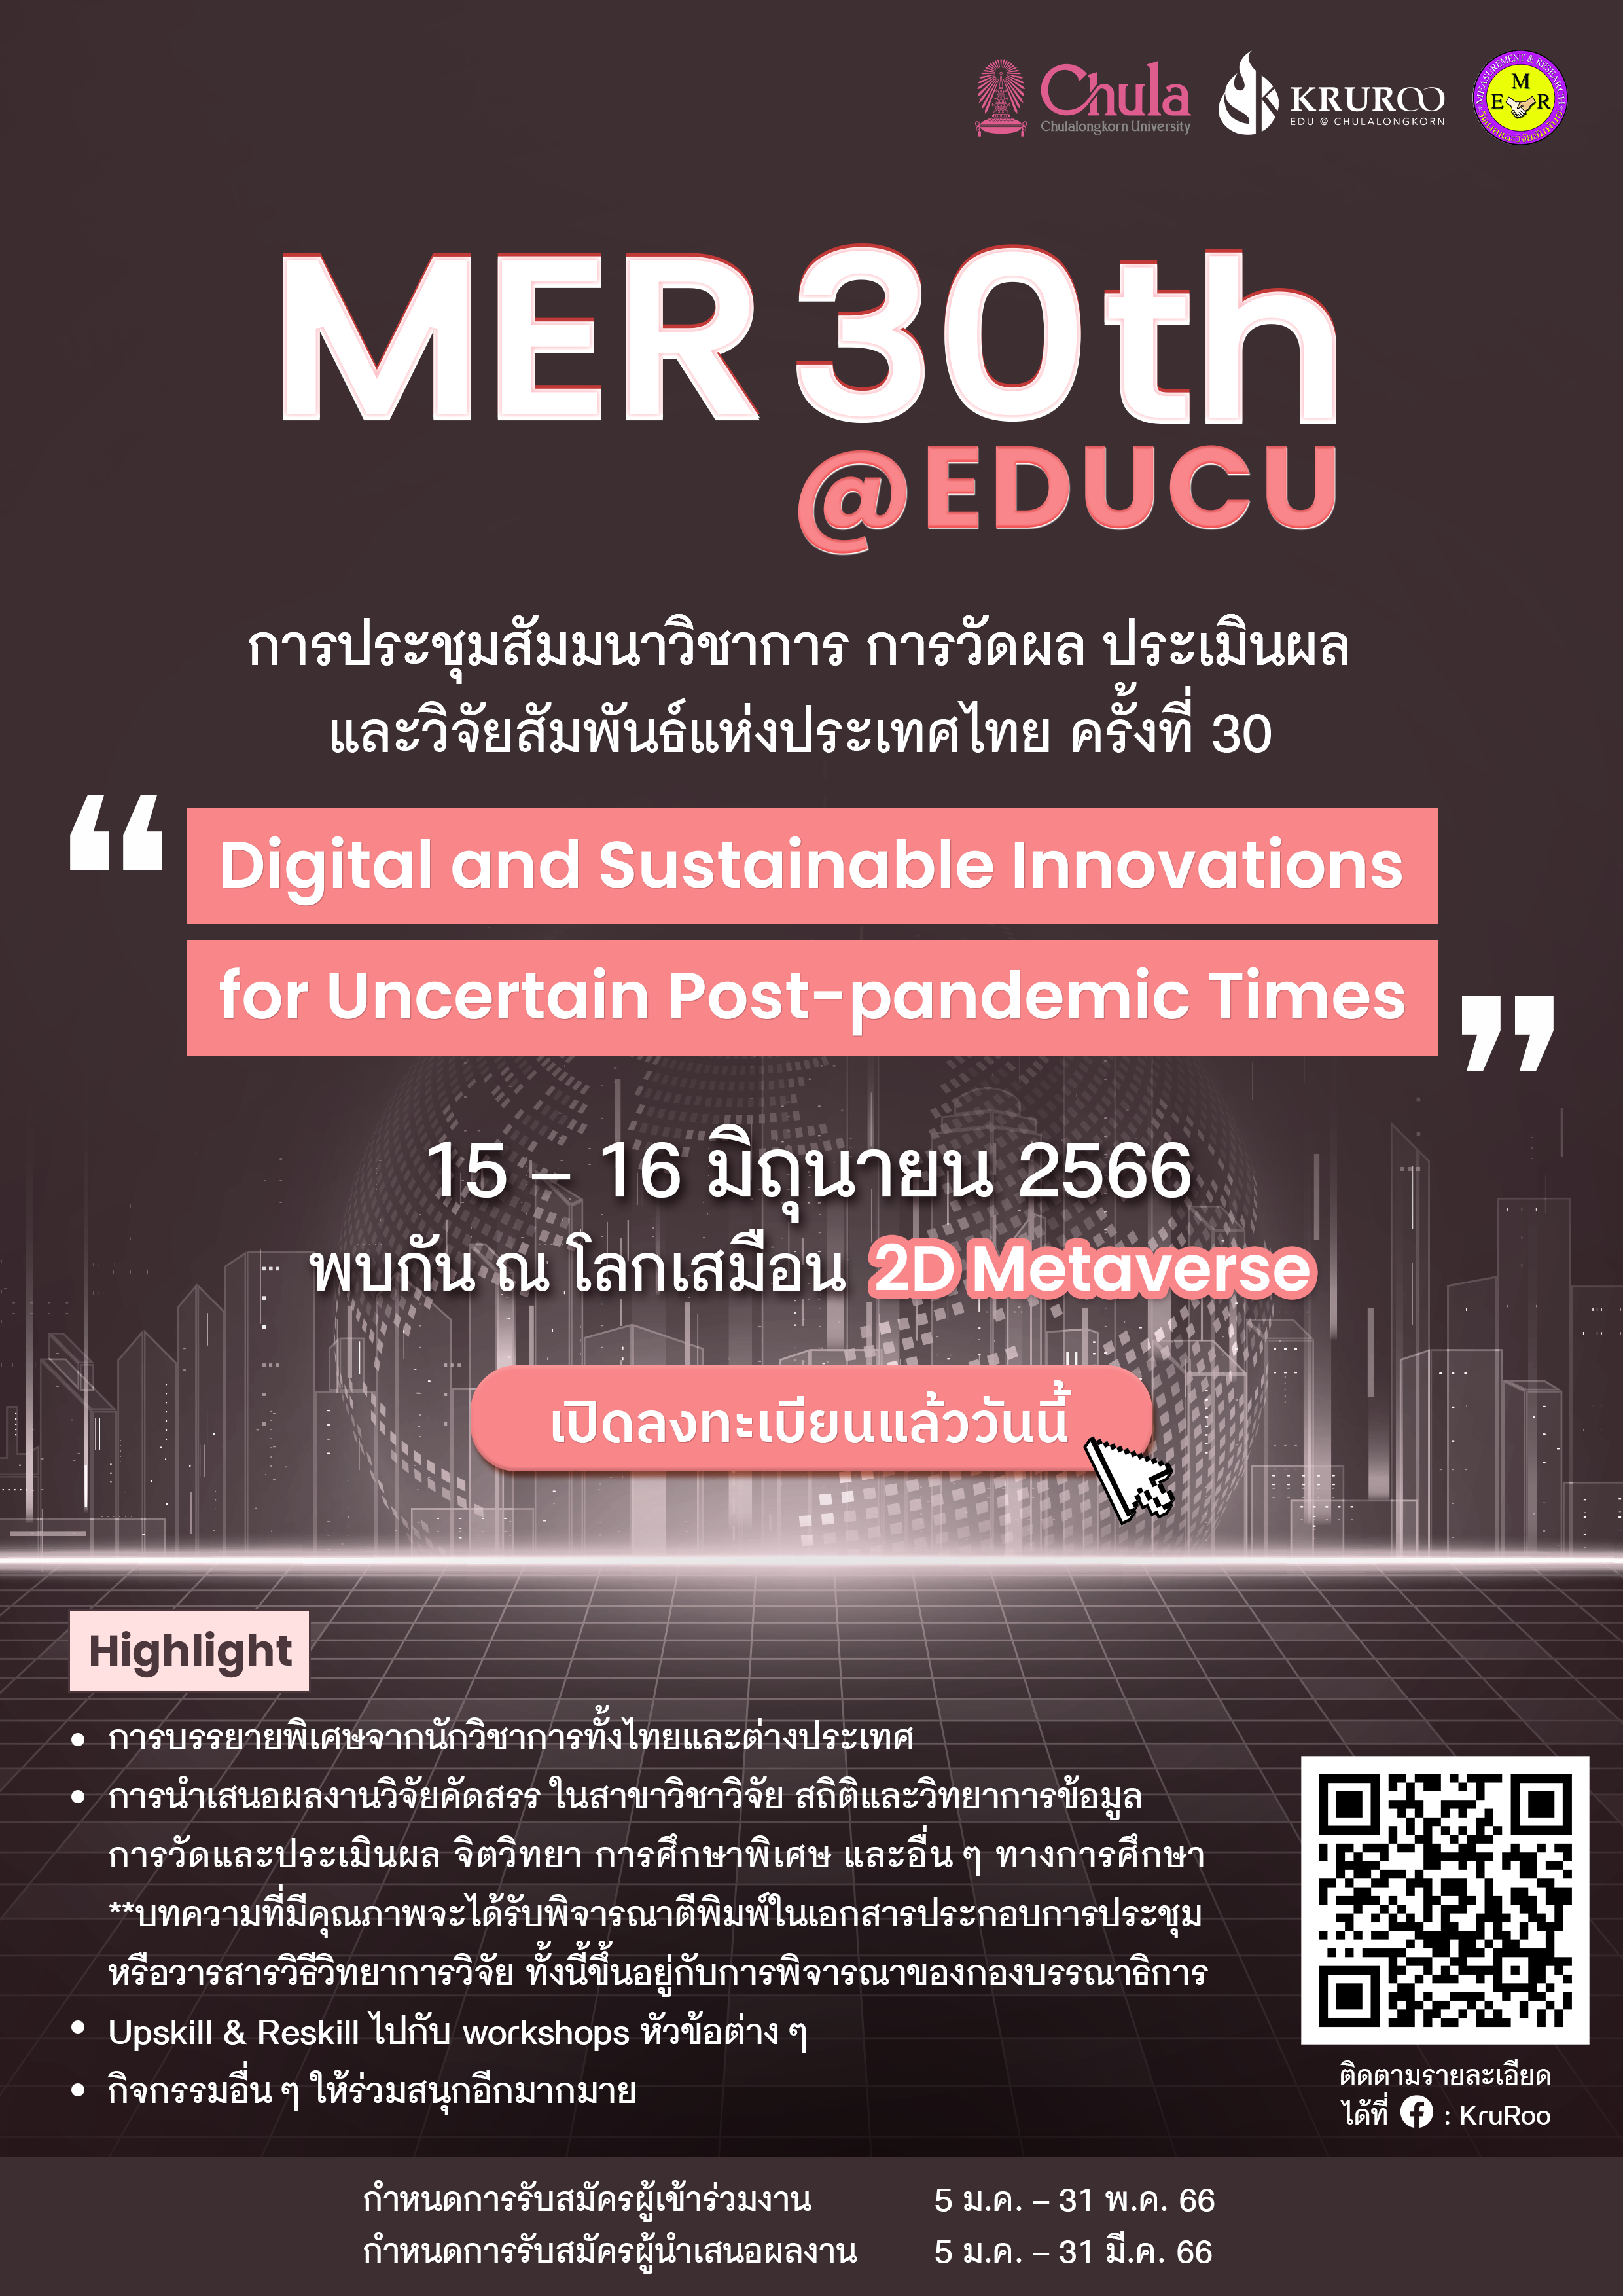 Chula
Chulalongkorn University
KRUROO
EDU @ CHULALONGKORN
MEASUREMENT & RESEARCH
M
E R
MER 30th
@EDUCU
การประชุมสัมมนาวิชาการ การวัดผล ประเมินผล
และวิจัยสัมพันธ์แห่งประเทศไทย ครั้งที่ 30
“Digital and Sustainable Innovations
for Uncertain Post-pandemic Times”
15 – 16 มิถุนายน 2566
พบกัน ณ โลกเสมือน 2D Metaverse
เปิดลงทะเบียนแล้ววันนี้
Highlight
• การบรรยายพิเศษจากนักวิชาการทั้งไทยและต่างประเทศ
• การนำเสนอผลงานวิจัยคัดสรร ในสาขาวิชาวิจัย สถิติและวิทยาการข้อมูล
การวัดและประเมินผล จิตวิทยา การศึกษาพิเศษ และอื่น ๆ ทางการศึกษา
**บทความที่มีคุณภาพจะได้รับพิจารณาตีพิมพ์ในเอกสารประกอบการประชุม
หรือวารสารวิธีวิทยาการวิจัย ทั้งนี้ขึ้นอยู่กับการพิจารณาของกองบรรณาธิการ
• Upskill & Reskill ไปกับ workshops หัวข้อต่าง ๆ
• กิจกรรมอื่น ๆ ให้ร่วมสนุกอีกมากมาย
ติดตามรายละเอียด
ได้ที่ : KruRoo
กำหนดการรับสมัครผู้เข้าร่วมงาน 5 ม.ค. – 31 พ.ค. 66
กำหนดการรับสมัครผู้นำเสนอผลงาน 5 ม.ค. – 31 มี.ค. 66